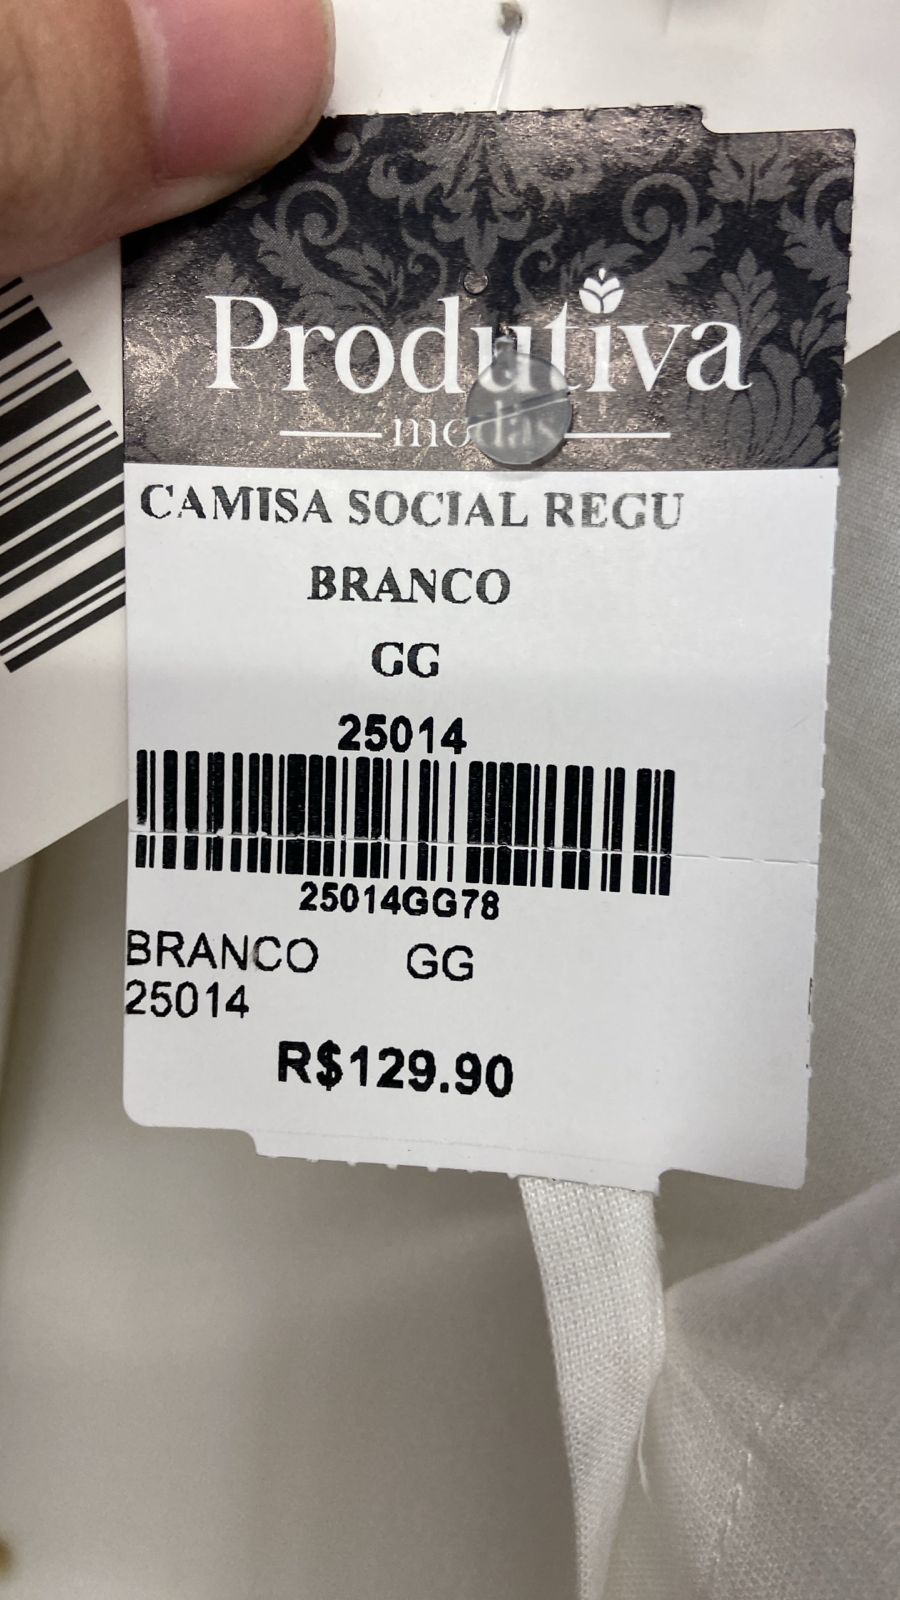 Produtiva
modas
CAMISA SOCIAL REGU
BRANCO
GG
25014
25014GG78
BRANCO GG
25014
R$129.90